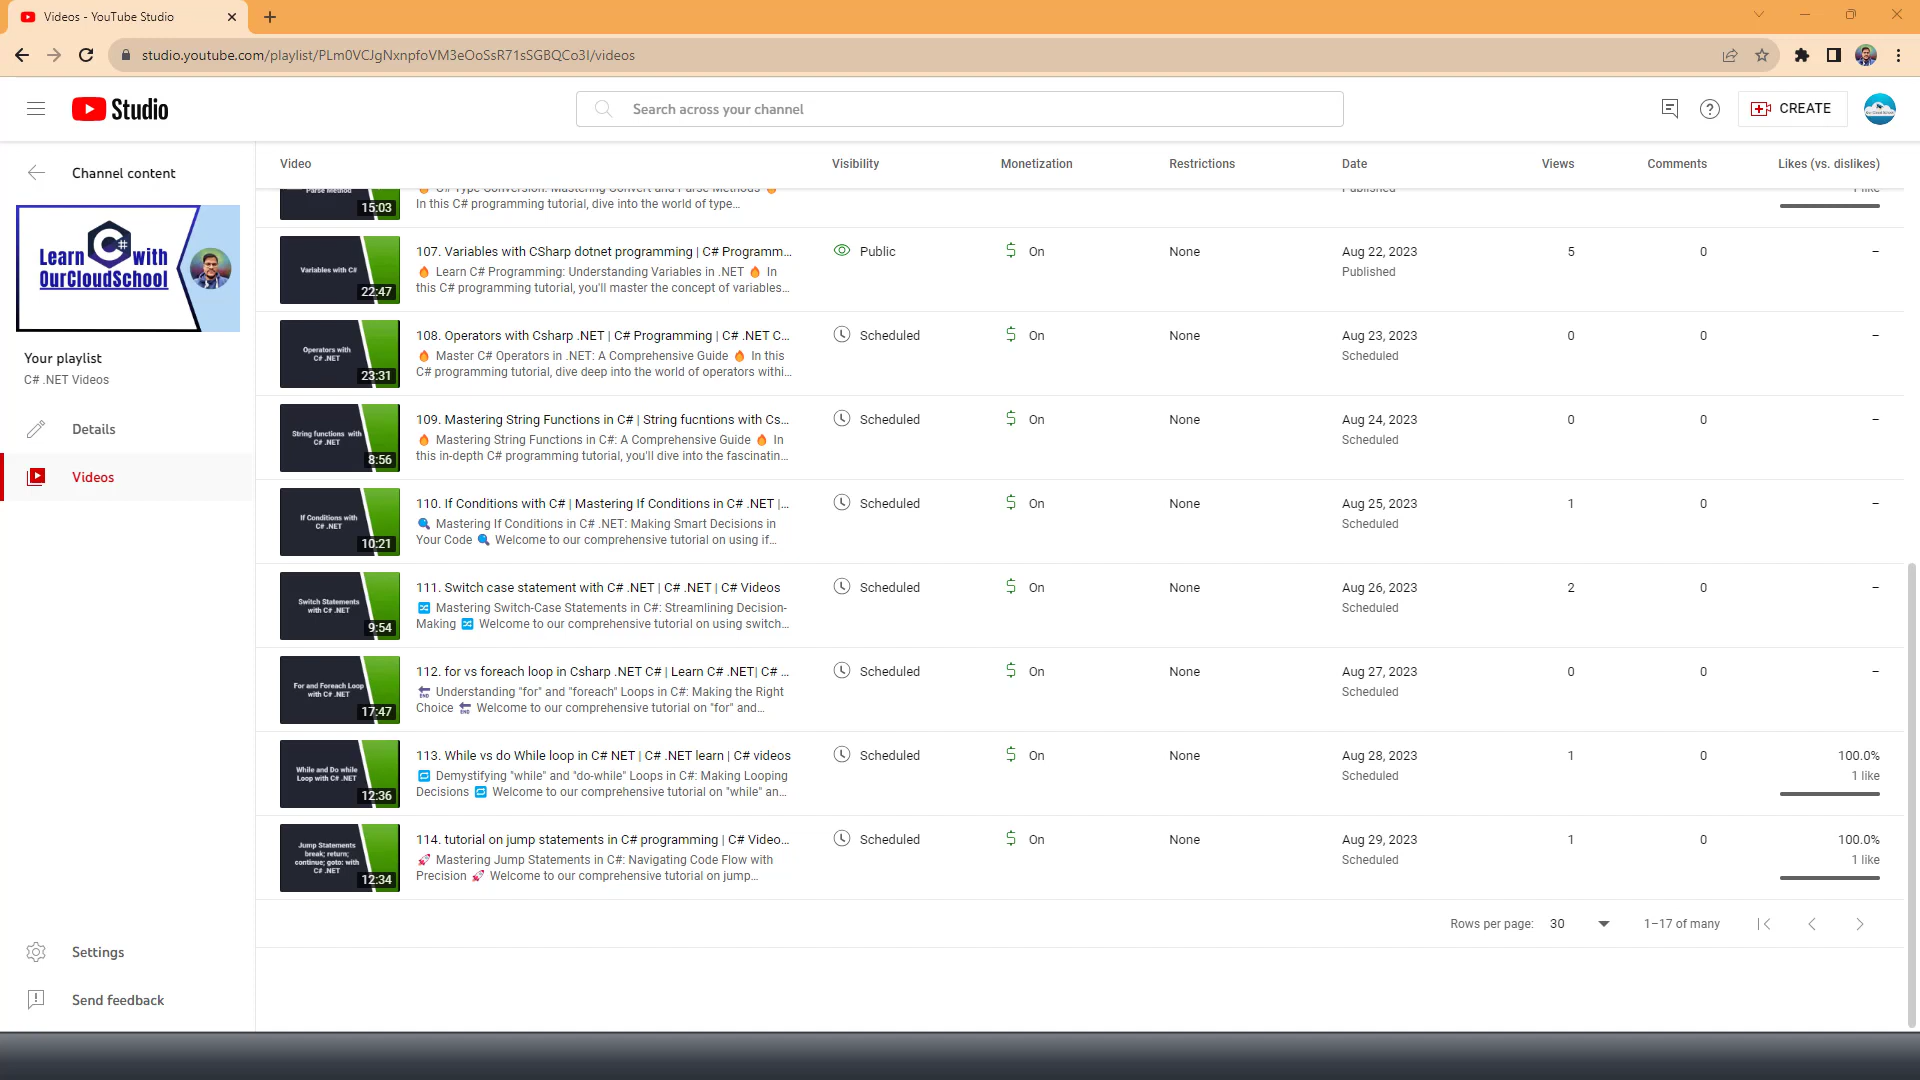 Videos - YouTube Studio
studio.youtube.com/playlist/PLm0VCJgNxnpfoVM3eOoSsR71sSGBQCo3I/videos
Studio
Search across your channel
CREATE
Channel content
Learn C# with
OurCloudSchool
Your playlist
C# .NET Videos
Details
Videos
Settings
Send feedback
Video Visibility Monetization Restrictions Date Views Comments Likes (vs. dislikes)
Parse Method
15:03
C# Type Conversion: Mastering Convert and Parse Methods
In this C# programming tutorial, dive into the world of type...
Published
1 like
Variables with C#
22:47
107. Variables with CSharp dotnet programming | C# Programm...
Learn C# Programming: Understanding Variables in .NET In
this C# programming tutorial, you'll master the concept of variables...
Public On None Aug 22, 2023 5 0 –
Published
Operators with
C# .NET
23:31
108. Operators with Csharp .NET | C# Programming | C# .NET C...
Master C# Operators in .NET: A Comprehensive Guide In this
C# programming tutorial, dive deep into the world of operators withi...
Scheduled On None Aug 23, 2023 0 0 –
Scheduled
String functions with
C# .NET
8:56
109. Mastering String Functions in C# | String fucntions with Cs...
Mastering String Functions in C#: A Comprehensive Guide In
this in-depth C# programming tutorial, you'll dive into the fascinatin...
Scheduled On None Aug 24, 2023 0 0 –
Scheduled
If Conditions with
C# .NET
10:21
110. If Conditions with C# | Mastering If Conditions in C# .NET |...
Mastering If Conditions in C# .NET: Making Smart Decisions in
Your Code Welcome to our comprehensive tutorial on using if...
Scheduled On None Aug 25, 2023 1 0 –
Scheduled
Switch Statements
with C# .NET
9:54
111. Switch case statement with C# .NET | C# .NET | C# Videos
Mastering Switch-Case Statements in C#: Streamlining Decision-
Making Welcome to our comprehensive tutorial on using switch...
Scheduled On None Aug 26, 2023 2 0 –
Scheduled
For and Foreach Loop
with C# .NET
17:47
112. for vs foreach loop in Csharp .NET C# | Learn C# .NET| C# ...
Understanding "for" and "foreach" Loops in C#: Making the Right
Choice Welcome to our comprehensive tutorial on "for" and...
Scheduled On None Aug 27, 2023 0 0 –
Scheduled
While and Do while
Loop with C# .NET
12:36
113. While vs do While loop in C# NET | C# .NET learn | C# videos
Demystifying "while" and "do-while" Loops in C#: Making Looping
Decisions Welcome to our comprehensive tutorial on "while" an...
Scheduled On None Aug 28, 2023 1 0 100.0%
Scheduled 1 like
Jump Statements
break; return;
continue; goto: with
C# .NET
12:34
114. tutorial on jump statements in C# programming | C# Video...
Mastering Jump Statements in C#: Navigating Code Flow with
Precision Welcome to our comprehensive tutorial on jump...
Scheduled On None Aug 29, 2023 1 0 100.0%
Scheduled 1 like
Rows per page: 30 1–17 of many